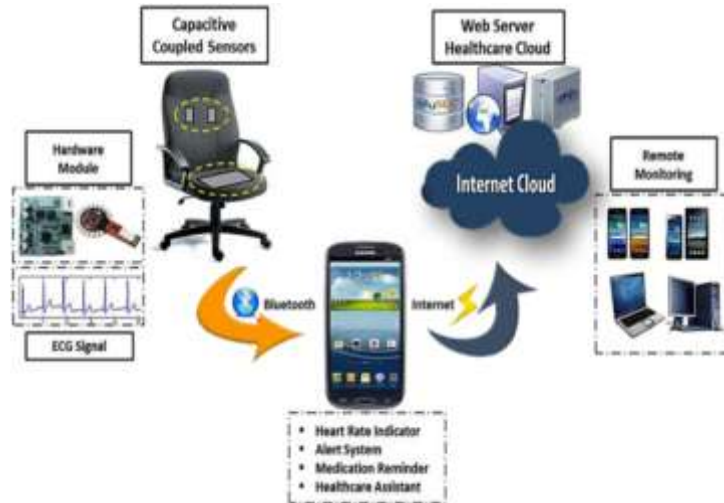 Capacitive
Coupled Sensors
Web Server
Healthcare Cloud
Hardware
Module
Remote
Monitoring
Internet Cloud
Bluetooth
Internet
ECG Signal
• Heart Rate Indicator
• Alert System
• Medication Reminder
• Healthcare Assistant